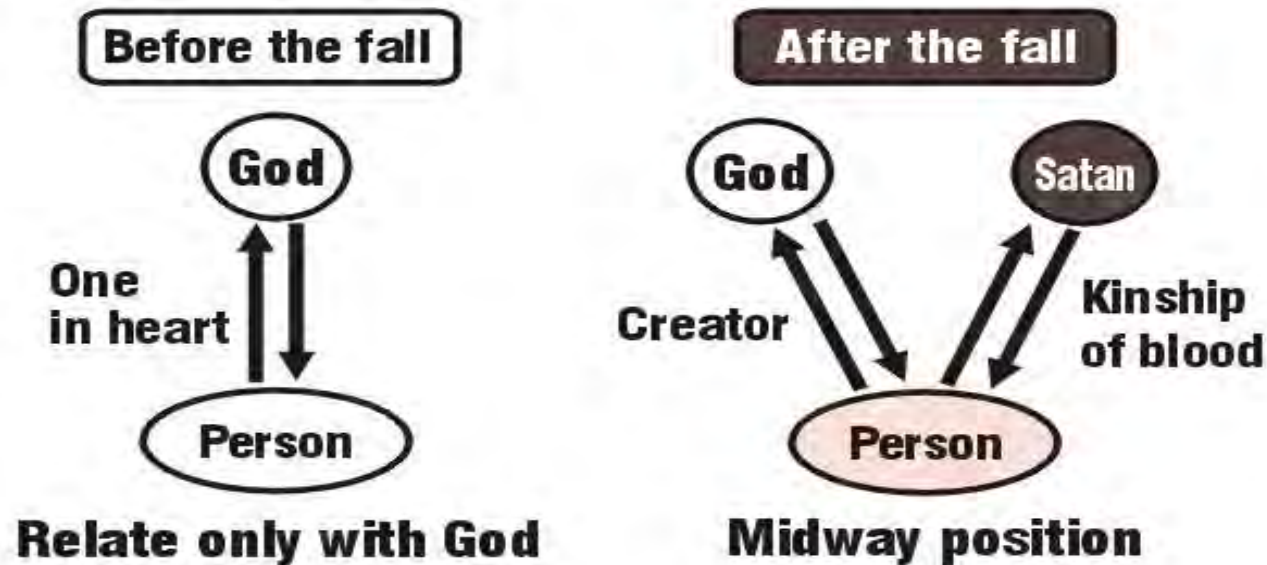 Before the fall
God
One
in heart
Person
Relate only with God
After the fall
God
Satan
Creator
Kinship
of blood
Person
Midway position